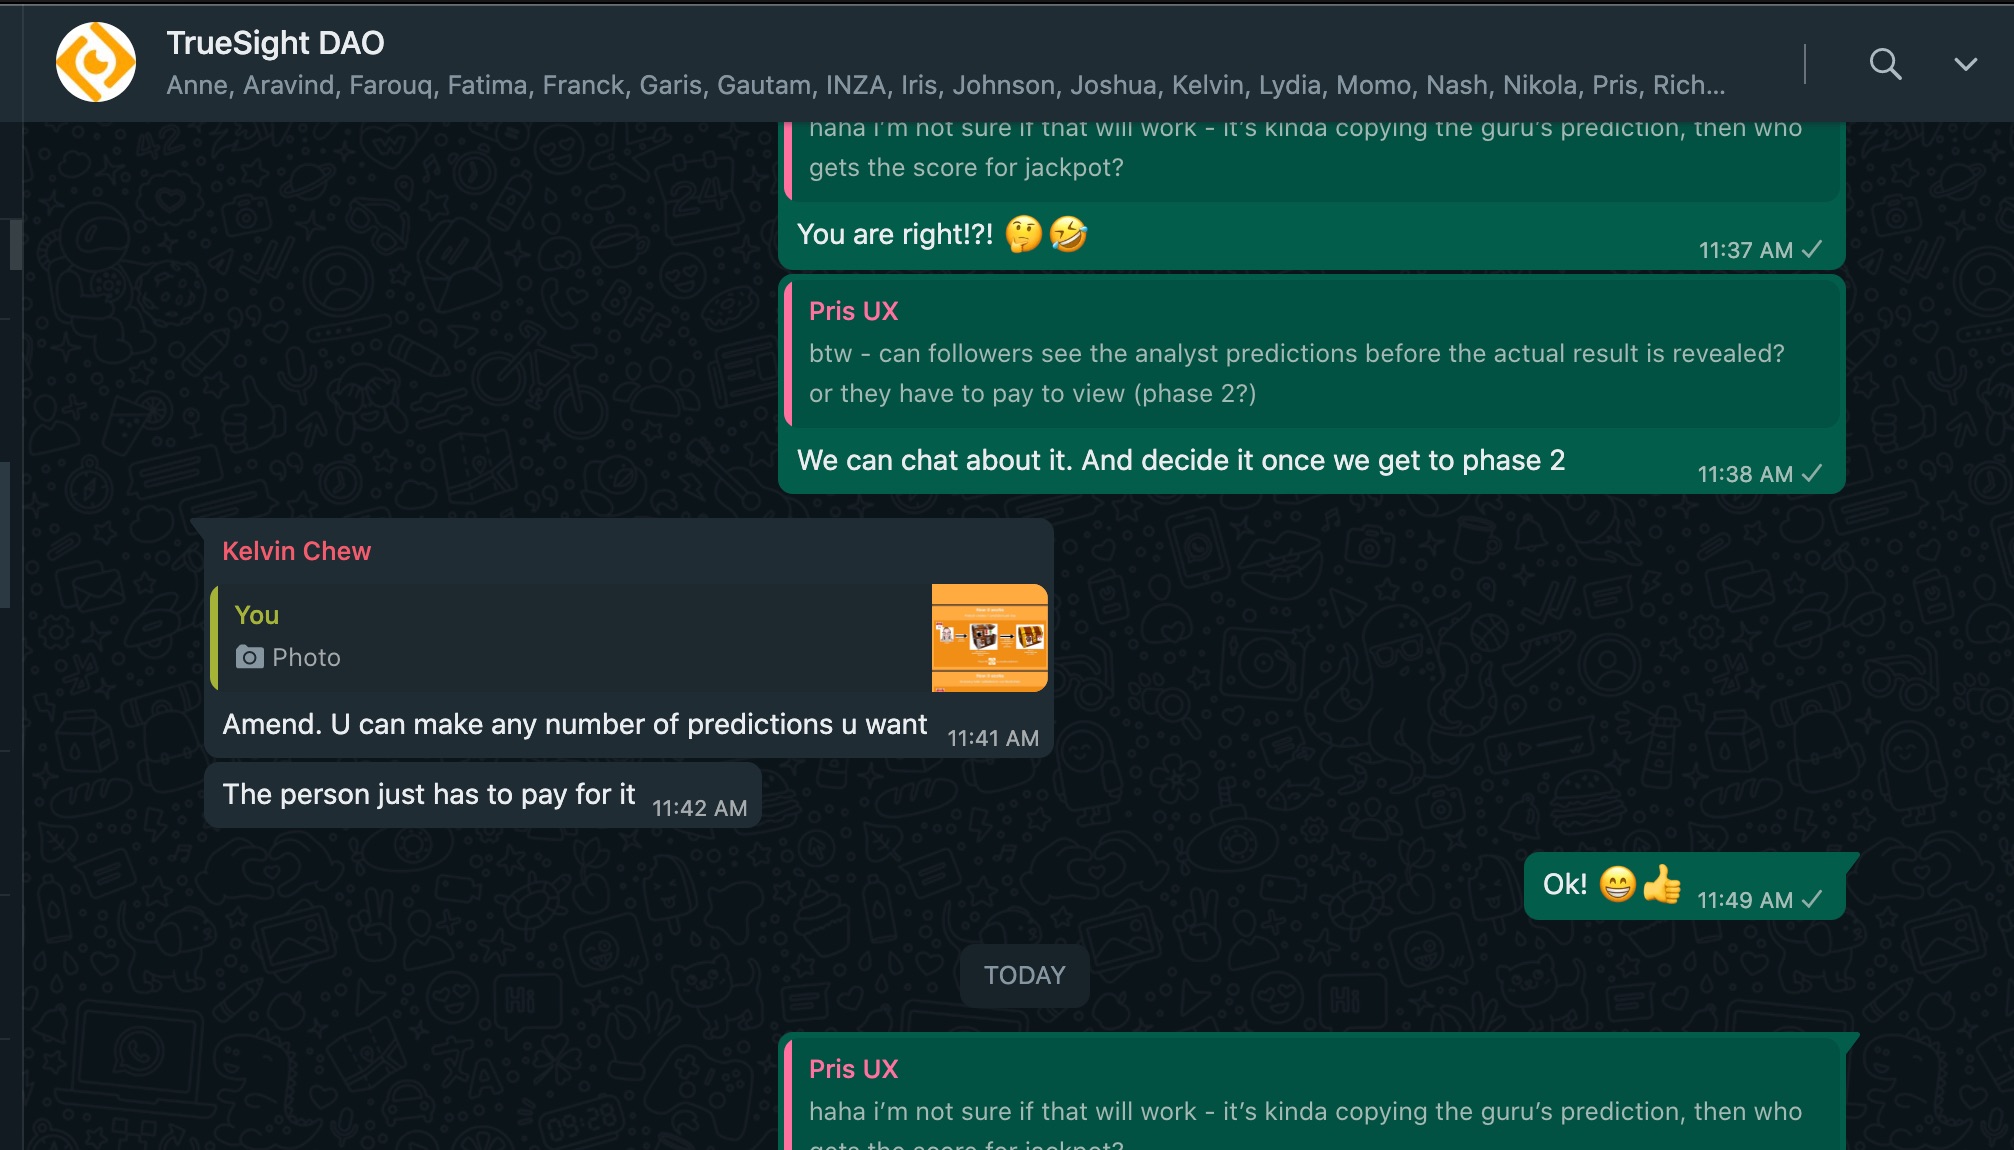 TrueSight DAO
Anne, Aravind, Farouq, Fatima, Franck, Garis, Gautam, INZA, Iris, Johnson, Joshua, Kelvin, Lydia, Momo, Nash, Nikola, Pris, Rich...
haha i’m not sure if that will work - it’s kinda copying the guru’s prediction, then who
gets the score for jackpot?
You are right!?! 🤔🤣
11:37 AM
Pris UX
btw - can followers see the analyst predictions before the actual result is revealed?
or they have to pay to view (phase 2?)
We can chat about it. And decide it once we get to phase 2
11:38 AM
Kelvin Chew
You
Photo
Amend. U can make any number of predictions u want
11:41 AM
The person just has to pay for it
11:42 AM
Ok! 😁👍
11:49 AM
TODAY
Pris UX
haha i’m not sure if that will work - it’s kinda copying the guru’s prediction, then who
gets the score for jackpot?